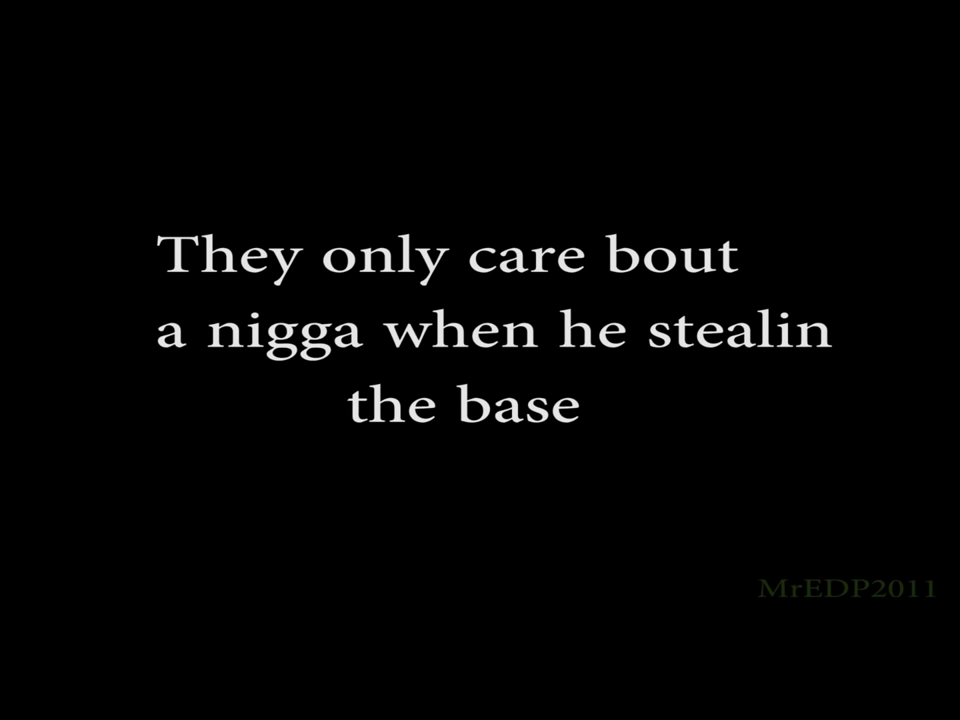 They only care bout
a nigga when he stealin
the base
MrEDP2011